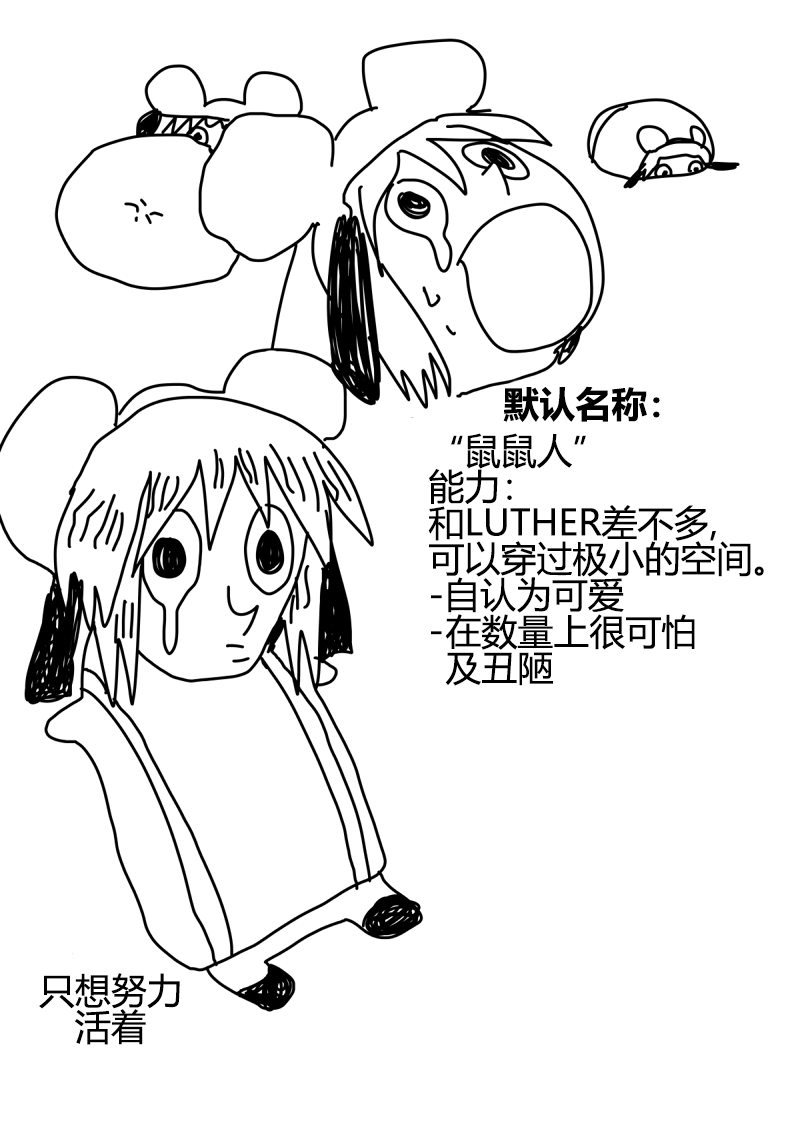 默认名称：
“鼠鼠人”
能力：
和LUTHER差不多,
可以穿过极小的空间。
-自认为可爱
-在数量上很可怕
及丑陋
只想努力
活着